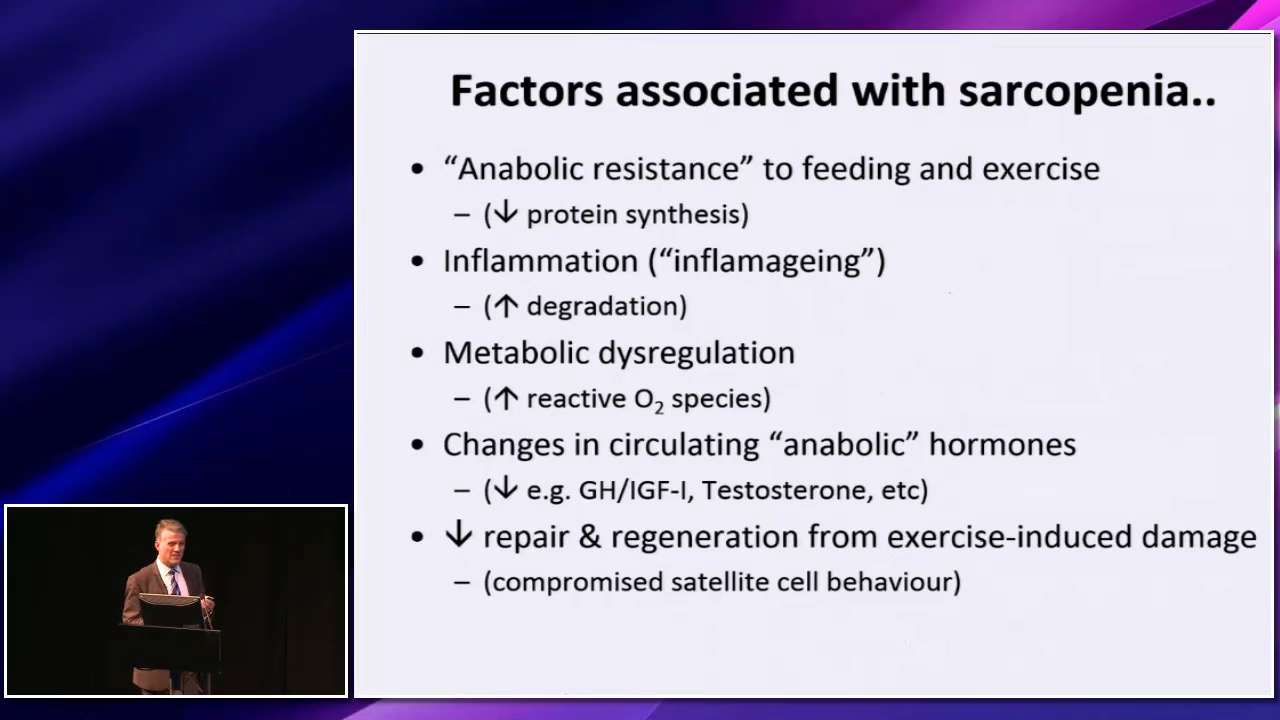 Factors associated with sarcopenia..
• “Anabolic resistance” to feeding and exercise
– (↓ protein synthesis)
• Inflammation (“inflamageing”)
– (↑ degradation)
• Metabolic dysregulation
– (↑ reactive O₂ species)
• Changes in circulating “anabolic” hormones
– (↓ e.g. GH/IGF-I, Testosterone, etc)
• ↓ repair & regeneration from exercise-induced damage
– (compromised satellite cell behaviour)